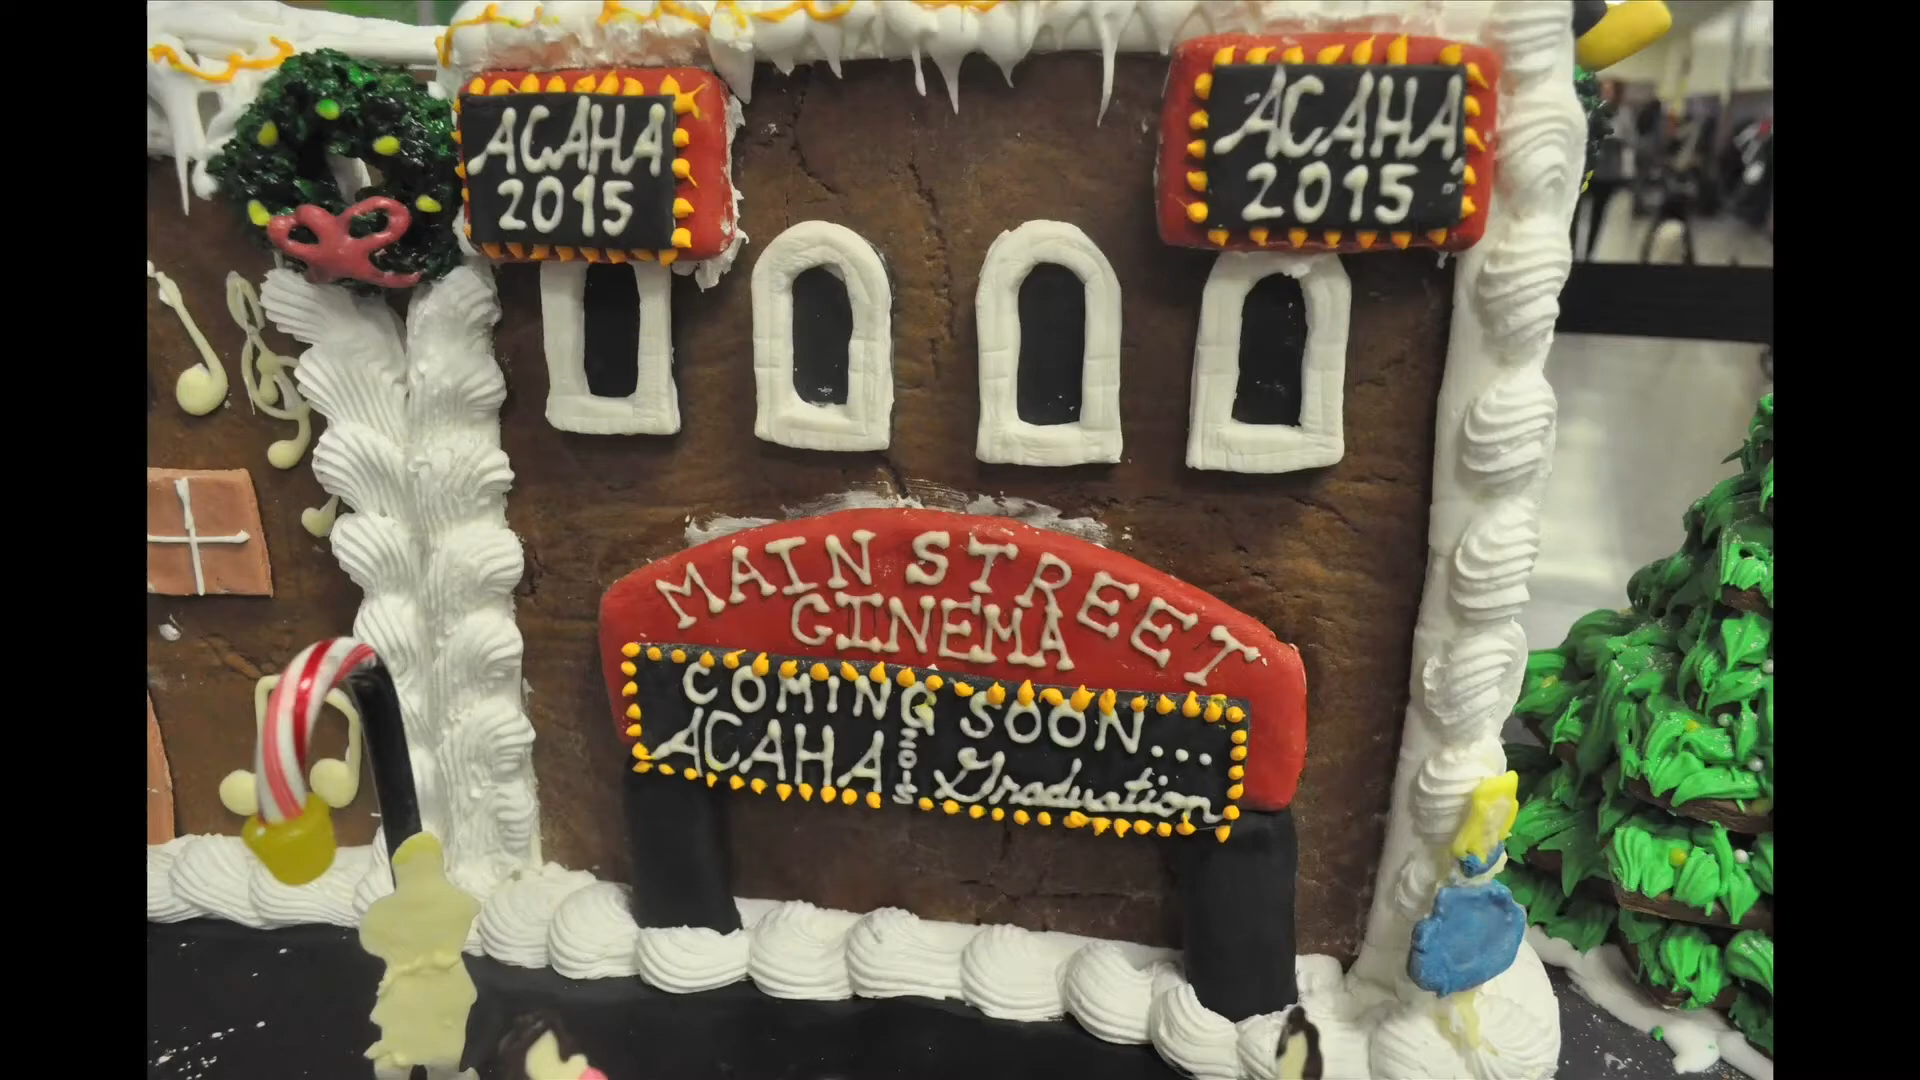 ACAHA
2015
ACAHA
2015
MAIN STREET
CINEMA
COMING SOON...
ACAHA 2015 Graduation